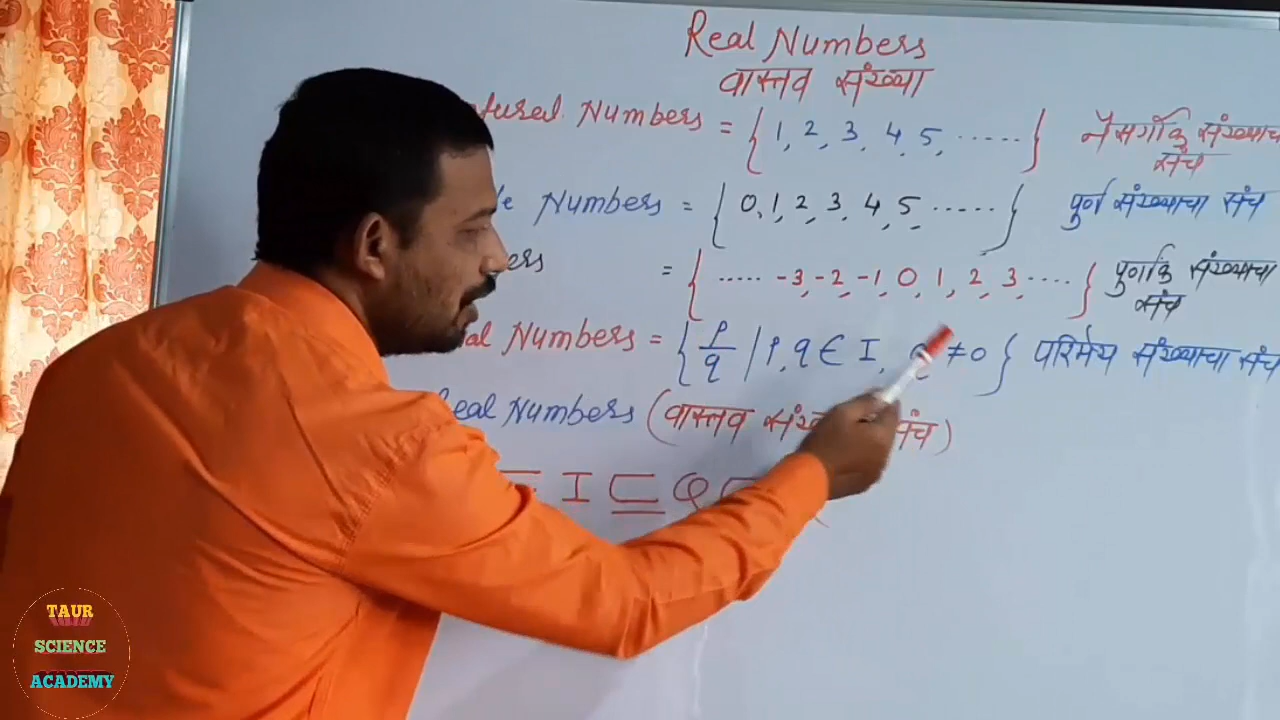 Real Numbers
वास्तव संख्या
Numbers = { 1, 2, 3, 4, 5, ..... } नैसर्गीक संख्याच
संच
Numbers = { 0, 1, 2, 3, 4, 5, ..... } पुर्ण संख्याचा संच
= { ..... -3, -2, -1, 0, 1, 2, 3, .... } पुर्णाक संख्याचा
संच
Numbers = { p/q | p, q ∈ I, q ≠ 0 } परिमेय संख्याचा संच
Real Numbers (वास्तव संच)
I ⊆ Q
TAUR
SCIENCE
ACADEMY